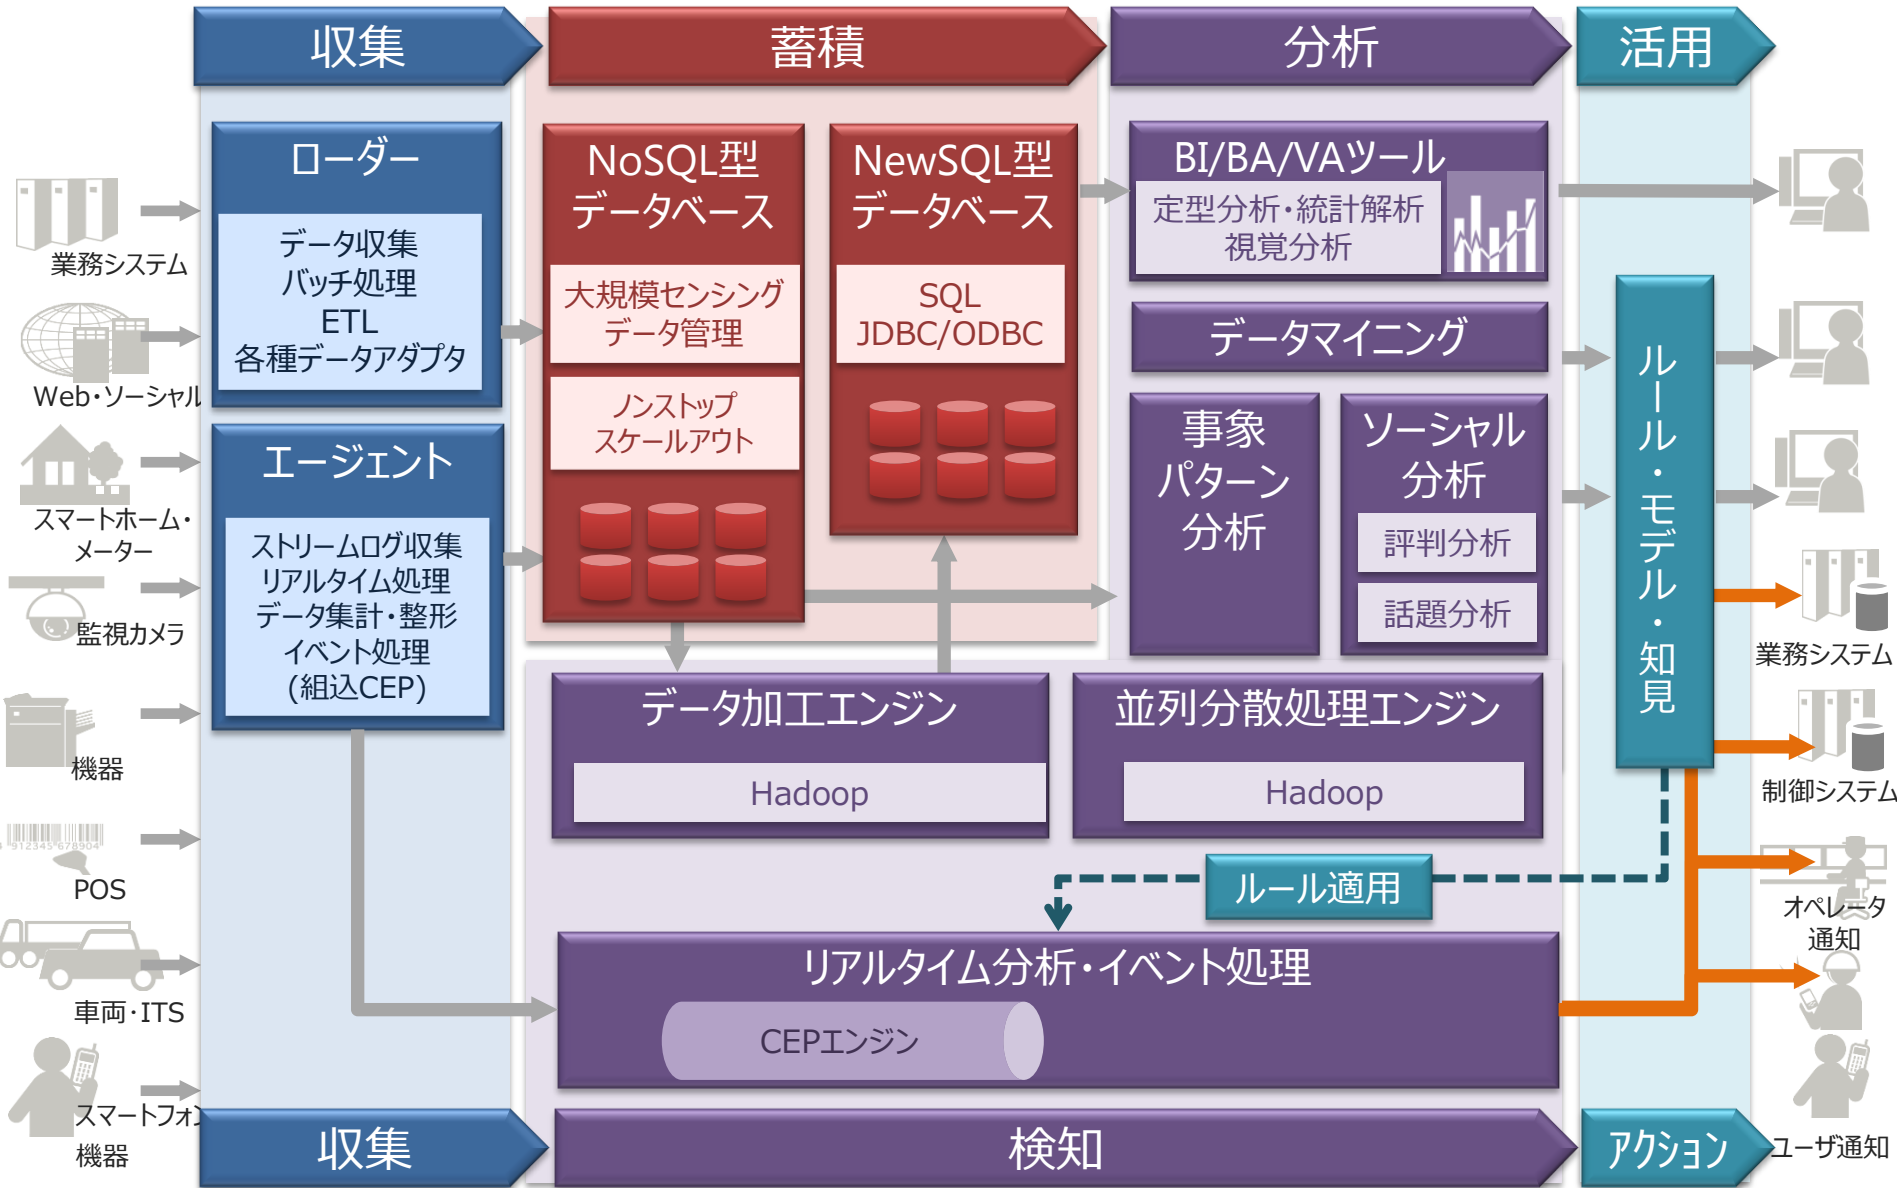 収集
蓄積
分析
活用
業務システム
Web・ソーシャル
スマートホーム・
メーター
監視カメラ
機器
912345 678904
POS
車両・ITS
スマートフォン
機器
ローダー
データ収集
バッチ処理
ETL
各種データアダプタ
エージェント
ストリームログ収集
リアルタイム処理
データ集計・整形
イベント処理
(組込CEP)
NoSQL型
データベース
大規模センシング
データ管理
ノンストップ
スケールアウト
NewSQL型
データベース
SQL
JDBC/ODBC
BI/BA/VAツール
定型分析・統計解析
視覚分析
データマイニング
事象
パターン
分析
ソーシャル
分析
評判分析
話題分析
データ加工エンジン
Hadoop
並列分散処理エンジン
Hadoop
ルール適用
リアルタイム分析・イベント処理
CEPエンジン
ルール・モデル・知見
業務システム
制御システム
オペレータ
通知
ユーザ通知
収集
検知
アクション